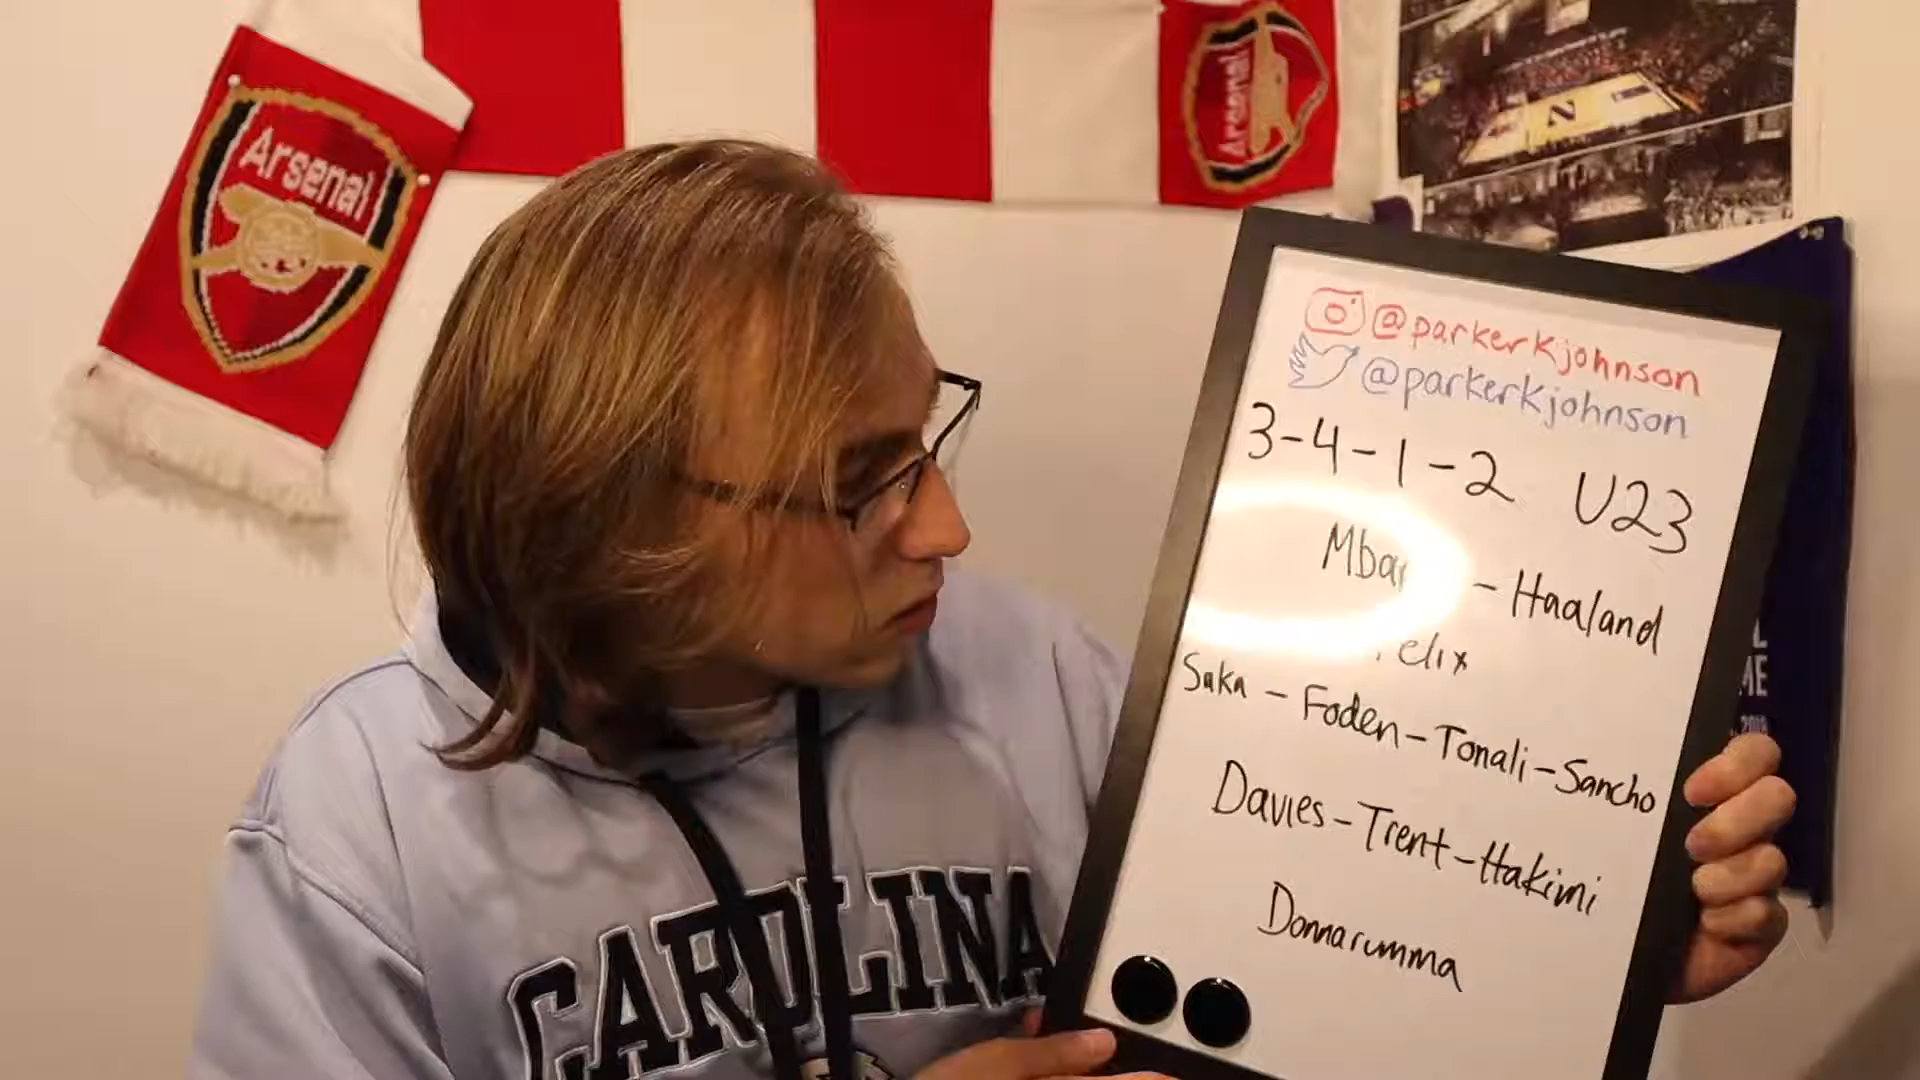 Arsenal
Arsenal
N
@parkerkjohnson
@parkerkjohnson
3-4-1-2 U23
- Haaland
Saka - Foden - Tonali - Sancho
Davies - Trent - Hakimi
Donnarumma
CAROLINA